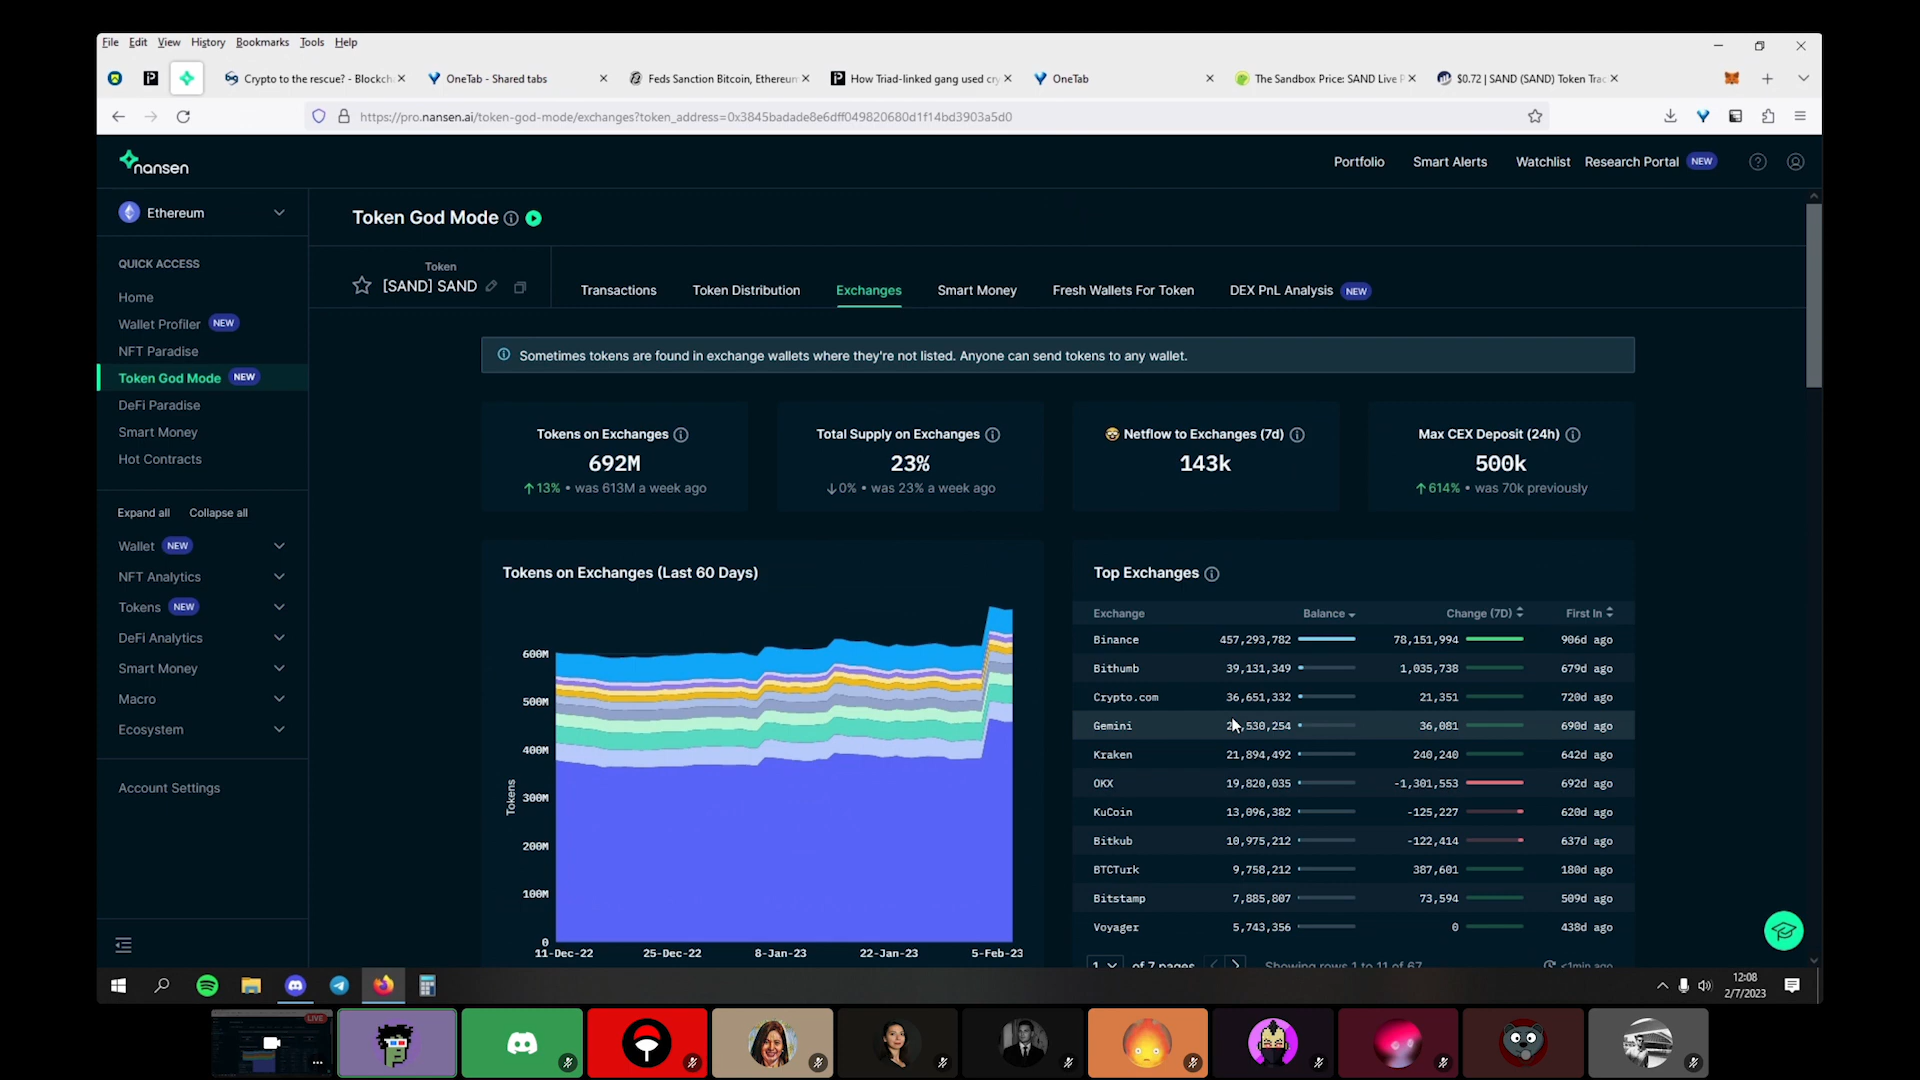 File Edit View History Bookmarks Tools Help
Crypto to the rescue? - Blockch
OneTab - Shared tabs
Feds Sanction Bitcoin, Ethereum
How Triad-linked gang used cry
OneTab
The Sandbox Price: SAND Live P
$0.72 | SAND (SAND) Token Trac
https://pro.nansen.ai/token-god-mode/exchanges?token_address=0x3845badade8e6dff049820680d1f14bd3903a5d0
nansen
Portfolio Smart Alerts Watchlist Research Portal NEW
Ethereum
QUICK ACCESS
Home
Wallet Profiler NEW
NFT Paradise
Token God Mode NEW
DeFi Paradise
Smart Money
Hot Contracts
Expand all Collapse all
Wallet NEW
NFT Analytics
Tokens NEW
DeFi Analytics
Smart Money
Macro
Ecosystem
Account Settings
Token God Mode
Token
[SAND] SAND
Transactions Token Distribution Exchanges Smart Money Fresh Wallets For Token DEX PnL Analysis NEW
Sometimes tokens are found in exchange wallets where they're not listed. Anyone can send tokens to any wallet.
Tokens on Exchanges
692M
↑13% • was 613M a week ago
Total Supply on Exchanges
23%
↓0% • was 23% a week ago
Netflow to Exchanges (7d)
143k
Max CEX Deposit (24h)
500k
↑614% • was 70k previously
Tokens on Exchanges (Last 60 Days)
Tokens
600M
500M
400M
300M
200M
100M
0
11-Dec-22 25-Dec-22 8-Jan-23 22-Jan-23 5-Feb-23
Top Exchanges
Exchange Balance Change (7D) First In
Binance 457,293,782 78,151,994 906d ago
Bithumb 39,131,349 1,035,738 679d ago
Crypto.com 36,651,332 21,351 720d ago
Gemini 36,081 690d ago
Kraken 21,894,492 240,240 642d ago
OKX 19,820,035 -1,301,553 692d ago
KuCoin 13,096,382 -125,227 620d ago
Bitkub 10,975,212 -122,414 637d ago
BTCTurk 9,758,212 387,601 180d ago
Bitstamp 7,885,807 73,594 509d ago
Voyager 5,743,356 0 438d ago
1 of 7 pages Showing rows 1 to 11 of 67 <1min ago
12:08
2/7/2023
LIVE